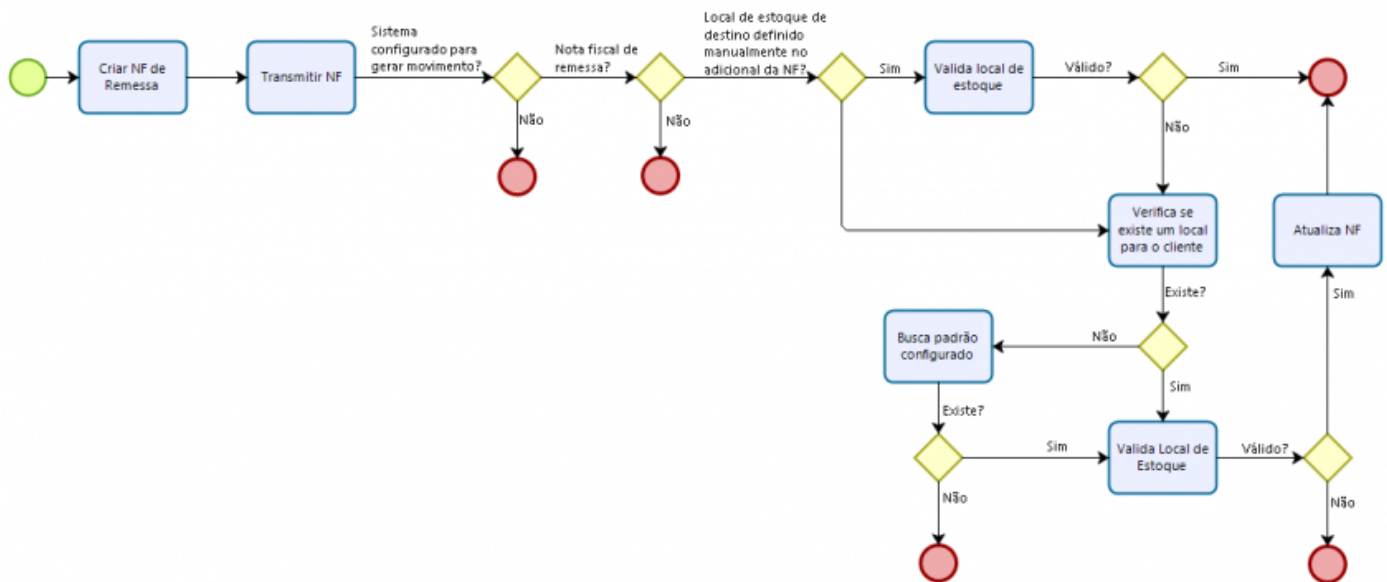 Criar NF de
Remessa
Transmitir NF
Sistema
configurado para
gerar movimento?
Não
Nota fiscal de
remessa?
Não
Local de estoque de
destino definido
manualmente no
adicional da NF?
Sim
Valida local de
estoque
Válido?
Sim
Não
Verifica se
existe um local
para o cliente
Atualiza NF
Existe?
Sim
Não
Busca padrão
configurado
Sim
Existe?
Sim
Valida Local de
Estoque
Válido?
Não
Não